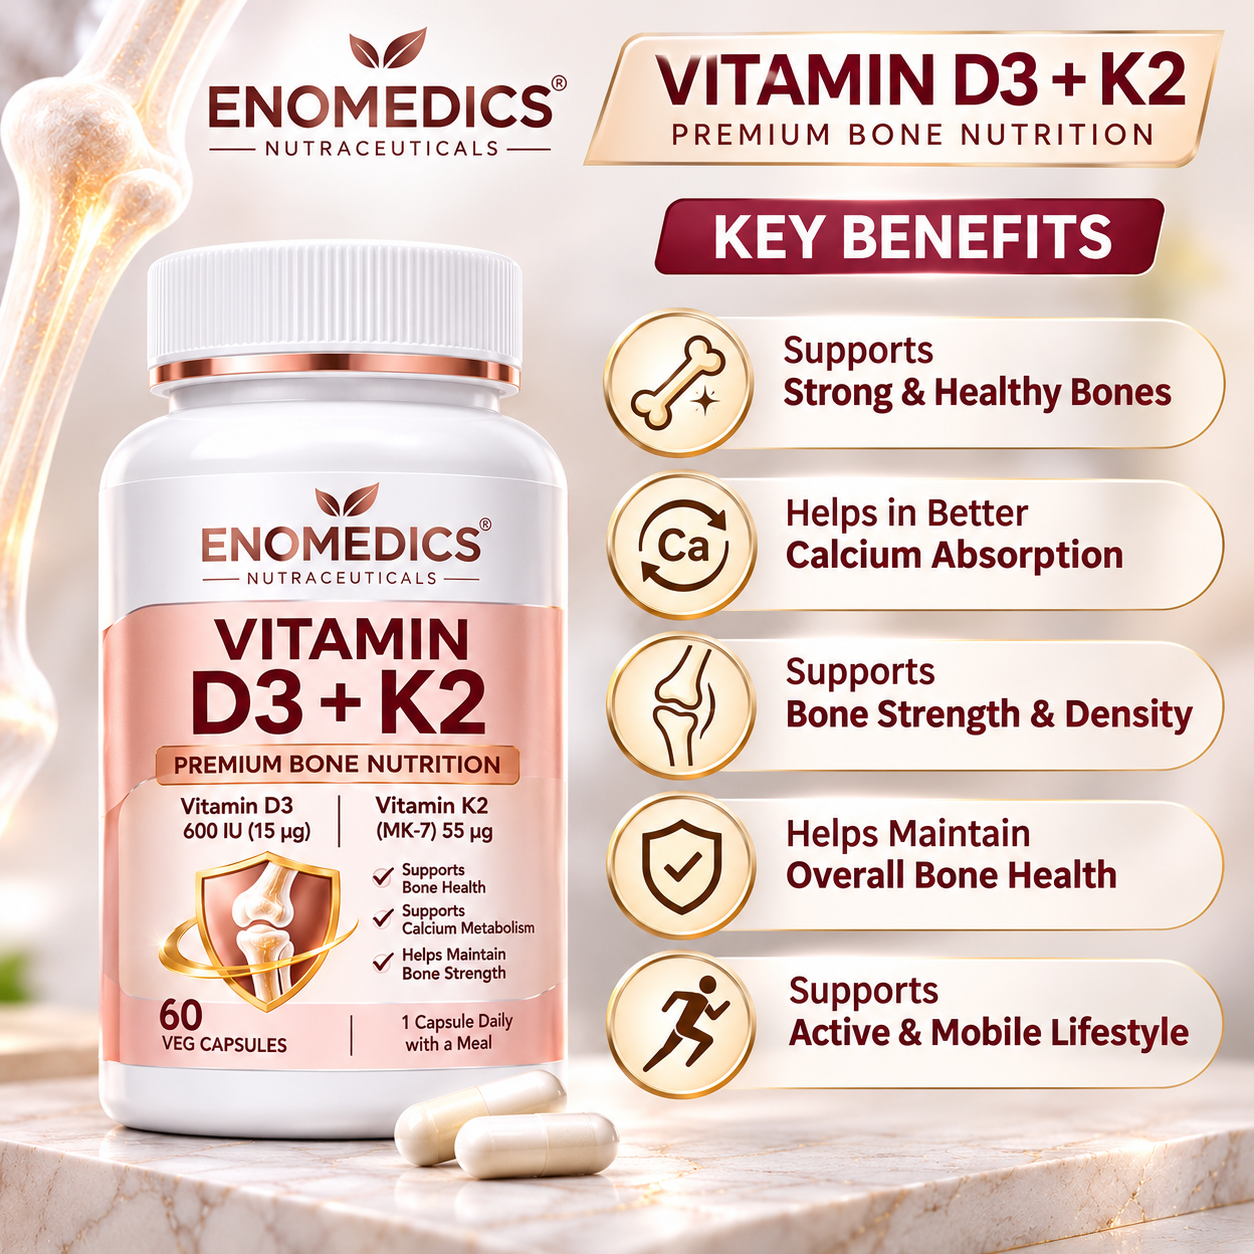 ENOMEDICS®
NUTRACEUTICALS
VITAMIN D3 + K2
PREMIUM BONE NUTRITION
KEY BENEFITS
Supports
Strong & Healthy Bones
Ca
Helps in Better
Calcium Absorption
Supports
Bone Strength & Density
Helps Maintain
Overall Bone Health
Supports
Active & Mobile Lifestyle
ENOMEDICS®
NUTRACEUTICALS
VITAMIN
D3 + K2
PREMIUM BONE NUTRITION
Vitamin D3
600 IU (15 µg)
Vitamin K2
(MK-7) 55 µg
Supports
Bone Health
Supports
Calcium Metabolism
Helps Maintain
Bone Strength
60
VEG CAPSULES
1 Capsule Daily
with a Meal